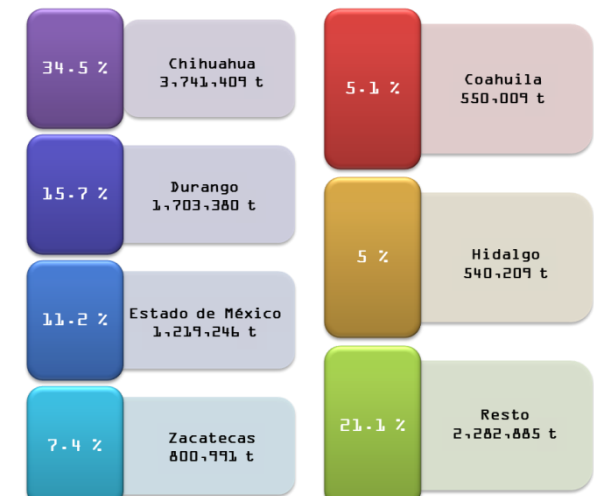 34.5 %
Chihuahua
3,741,409 t
15.7 %
Durango
1,703,380 t
11.2 %
Estado de México
1,219,246 t
7.4 %
Zacatecas
800,991 t
5.1 %
Coahuila
550,009 t
5 %
Hidalgo
540,209 t
21.1 %
Resto
2,282,885 t